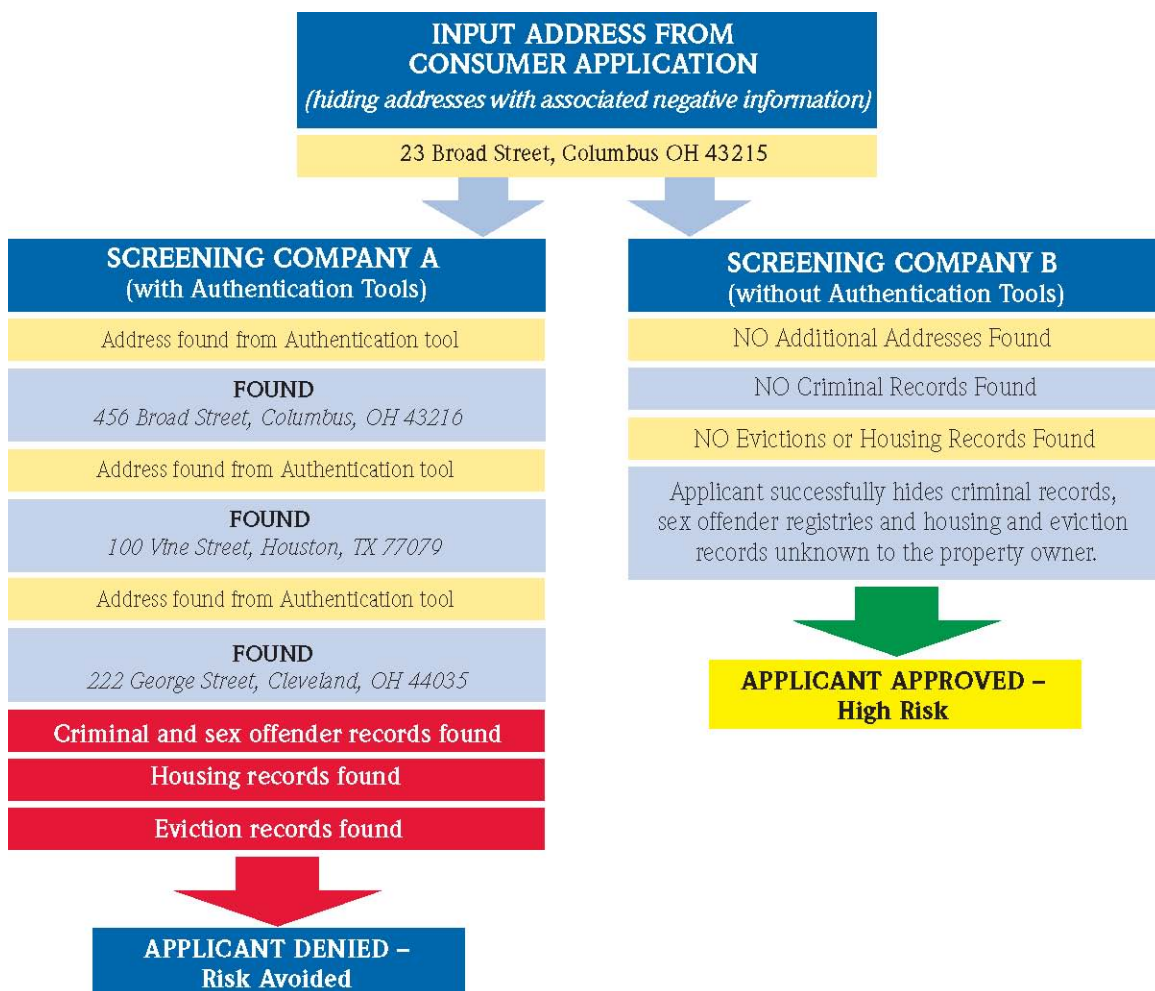 INPUT ADDRESS FROM
CONSUMER APPLICATION
(hiding addresses with associated negative information)
23 Broad Street, Columbus OH 43215
SCREENING COMPANY A
(with Authentication Tools)
Address found from Authentication tool
FOUND
456 Broad Street, Columbus, OH 43216
Address found from Authentication tool
FOUND
100 Vine Street, Houston, TX 77079
Address found from Authentication tool
FOUND
222 George Street, Cleveland, OH 44035
Criminal and sex offender records found
Housing records found
Eviction records found
APPLICANT DENIED –
Risk Avoided
SCREENING COMPANY B
(without Authentication Tools)
NO Additional Addresses Found
NO Criminal Records Found
NO Evictions or Housing Records Found
Applicant successfully hides criminal records,
sex offender registries and housing and eviction
records unknown to the property owner.
APPLICANT APPROVED –
High Risk